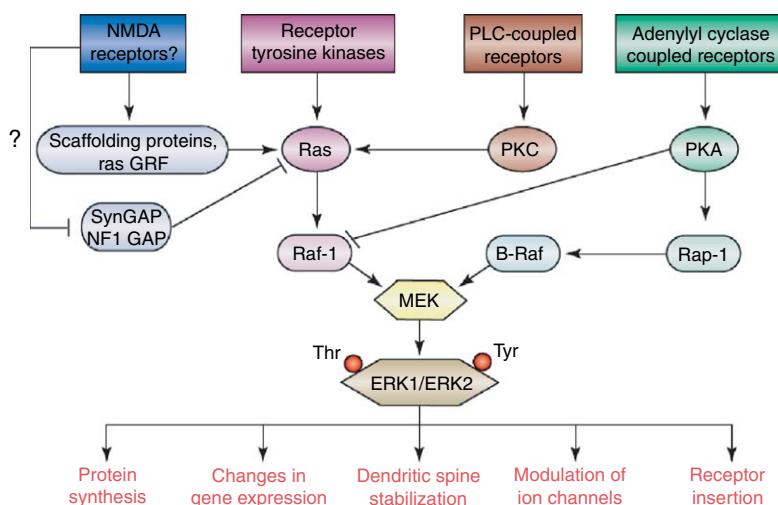 NMDA
receptors?
Receptor
tyrosine kinases
PLC-coupled
receptors
Adenylyl cyclase
coupled receptors
?
Scaffolding proteins,
ras GRF
Ras
PKC
PKA
SynGAP
NF1 GAP
Raf-1
B-Raf
Rap-1
MEK
Thr
Tyr
ERK1/ERK2
Protein
synthesis
Changes in
gene expression
Dendritic spine
stabilization
Modulation of
ion channels
Receptor
insertion